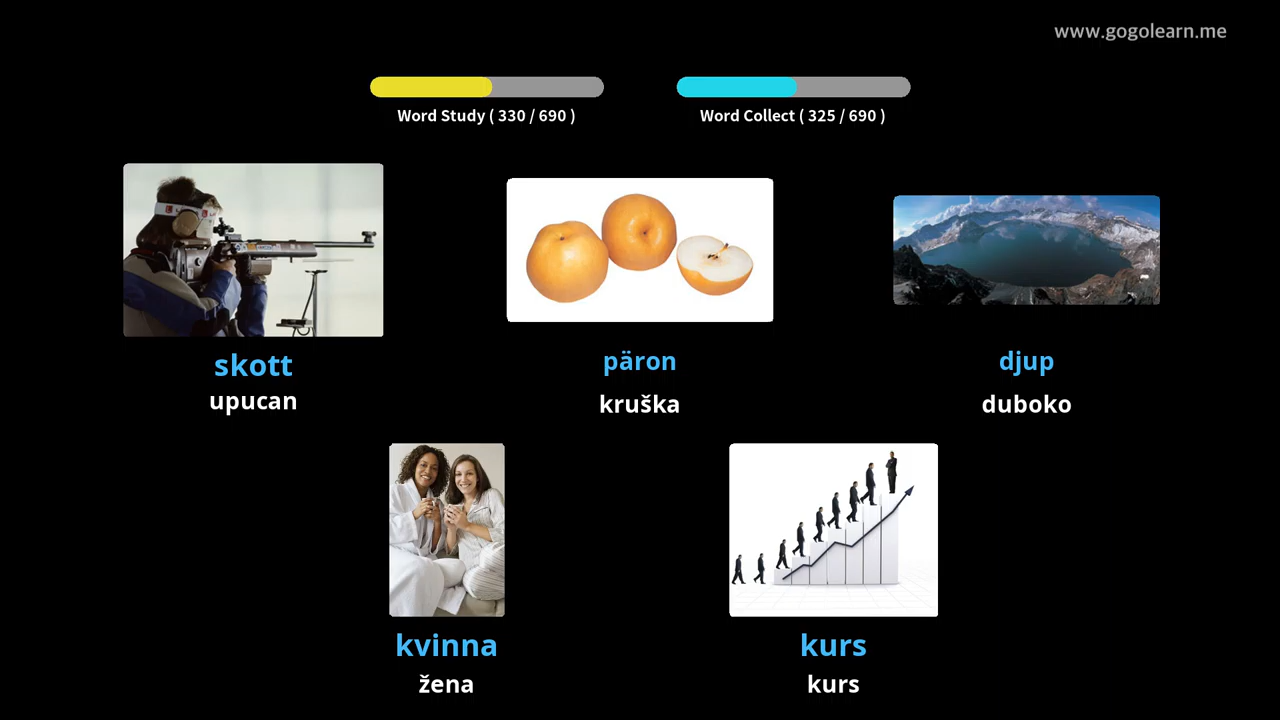 www.gogolearn.me
Word Study ( 330 / 690 )
Word Collect ( 325 / 690 )
skott
upucan
päron
kruška
djup
duboko
kvinna
žena
kurs
kurs